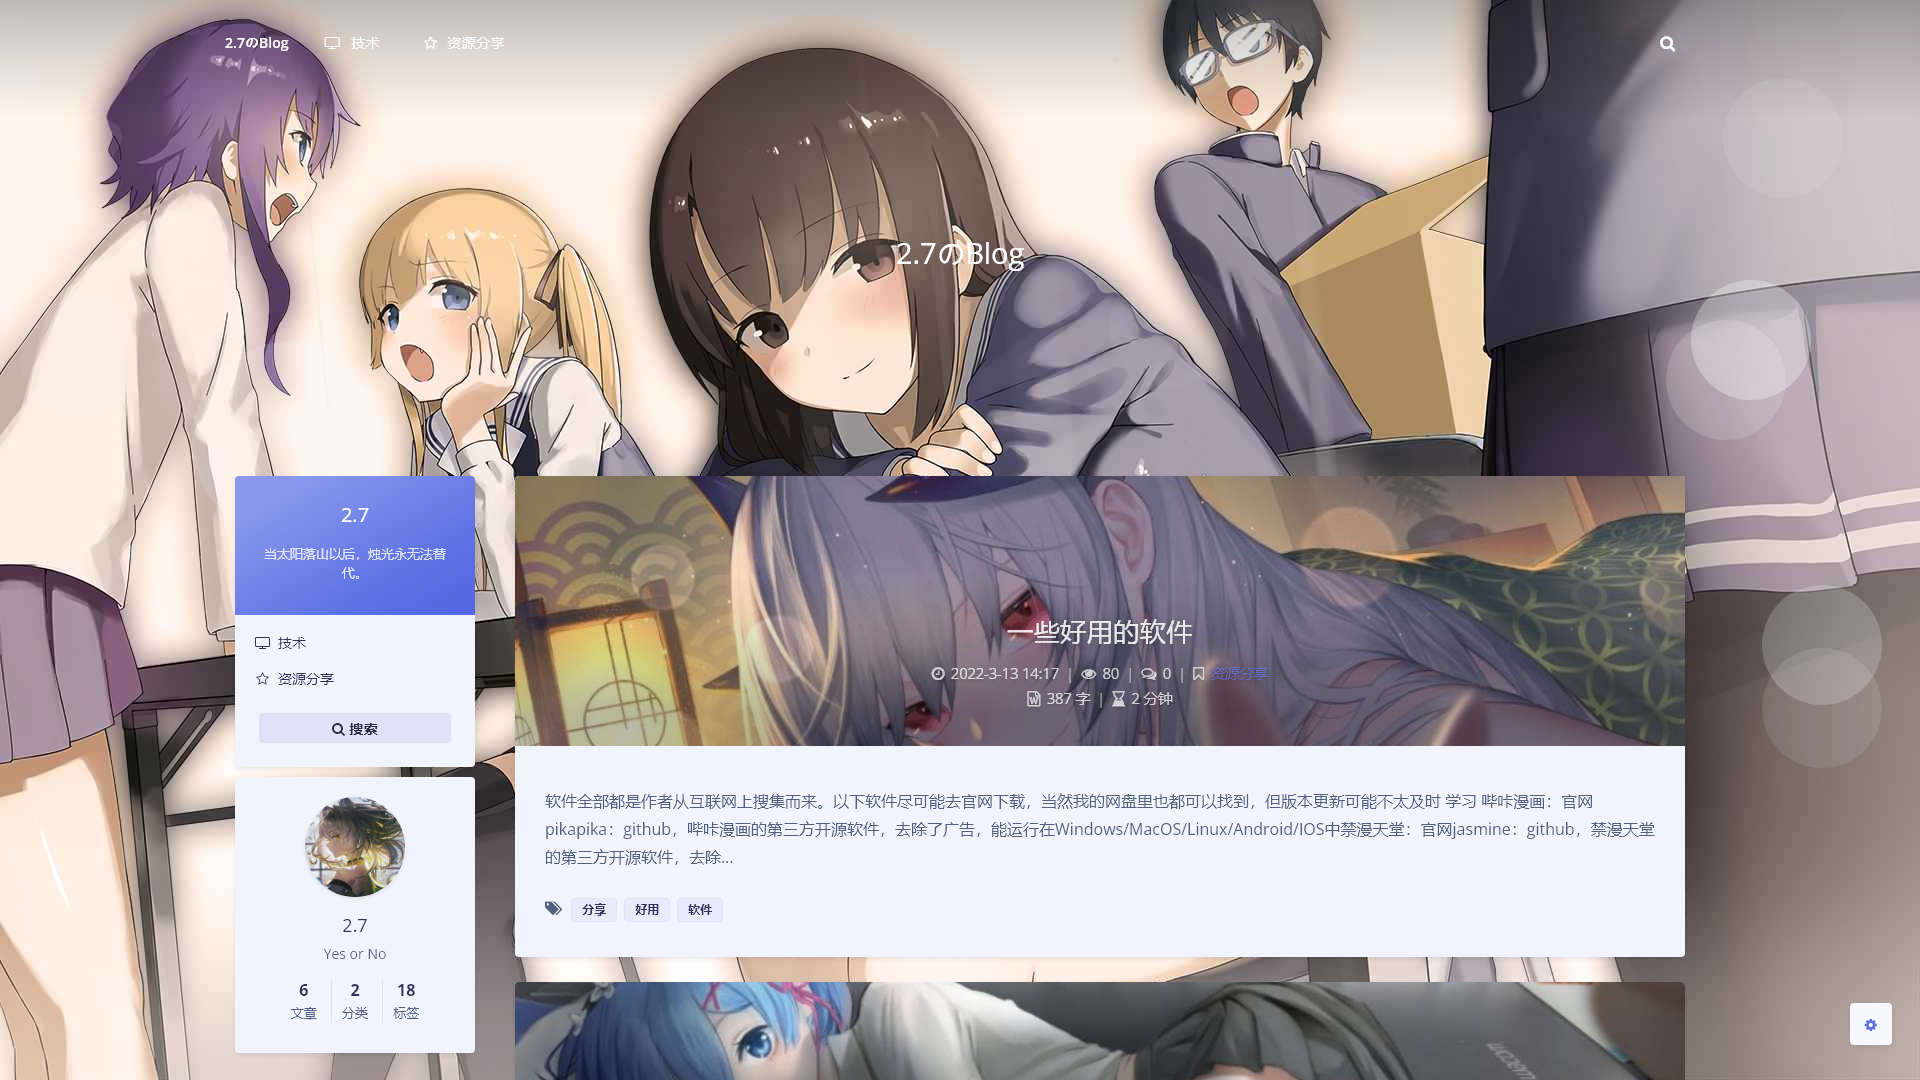 2.7のBlog
技术
资源分享
2.7のBlog
2.7
当太阳落山以后，烛光永无法替
代。
技术
资源分享
搜索
2.7
Yes or No
6
2
18
文章
分类
标签
一些好用的软件
2022-3-13 14:17 | 80 | 0 | 资源分享
387 字 | 2 分钟
软件全部都是作者从互联网上搜集而来。以下软件尽可能去官网下载，当然我的网盘里也都可以找到，但版本更新可能不太及时 学习 哔咔漫画：官网
pikapika：github，哔咔漫画的第三方开源软件，去除了广告，能运行在Windows/MacOS/Linux/Android/IOS中禁漫天堂：官网jasmine：github，禁漫天堂
的第三方开源软件，去除...
分享
好用
软件
wacom